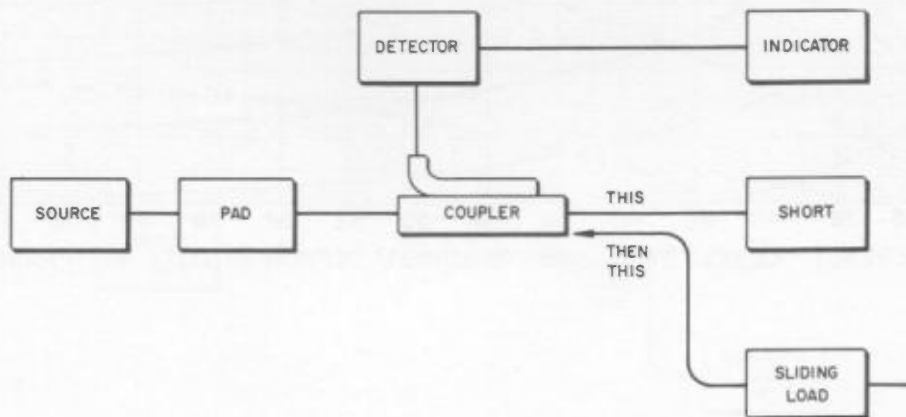 DETECTOR
INDICATOR
SOURCE
PAD
COUPLER
THIS
SHORT
THEN
THIS
SLIDING
LOAD